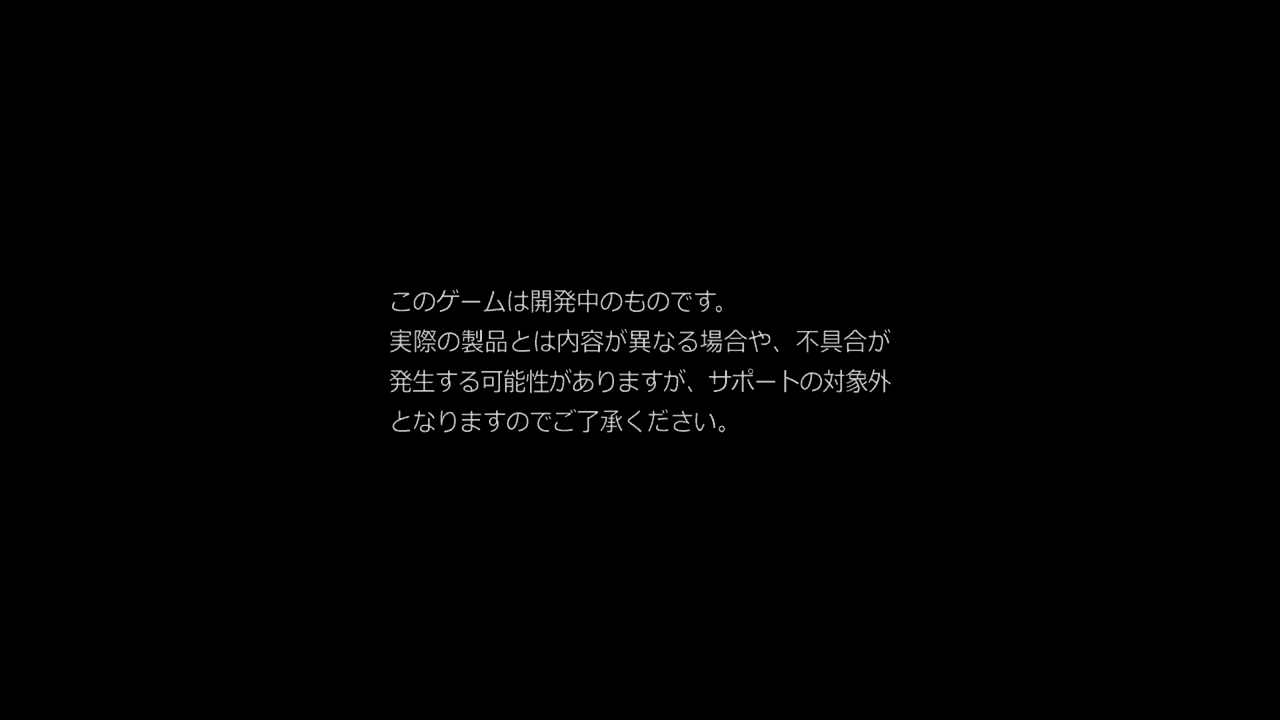 このゲームは開発中のものです。
実際の製品とは内容が異なる場合や、不具合が
発生する可能性がありますが、サポートの対象外
となりますのでご了承ください。